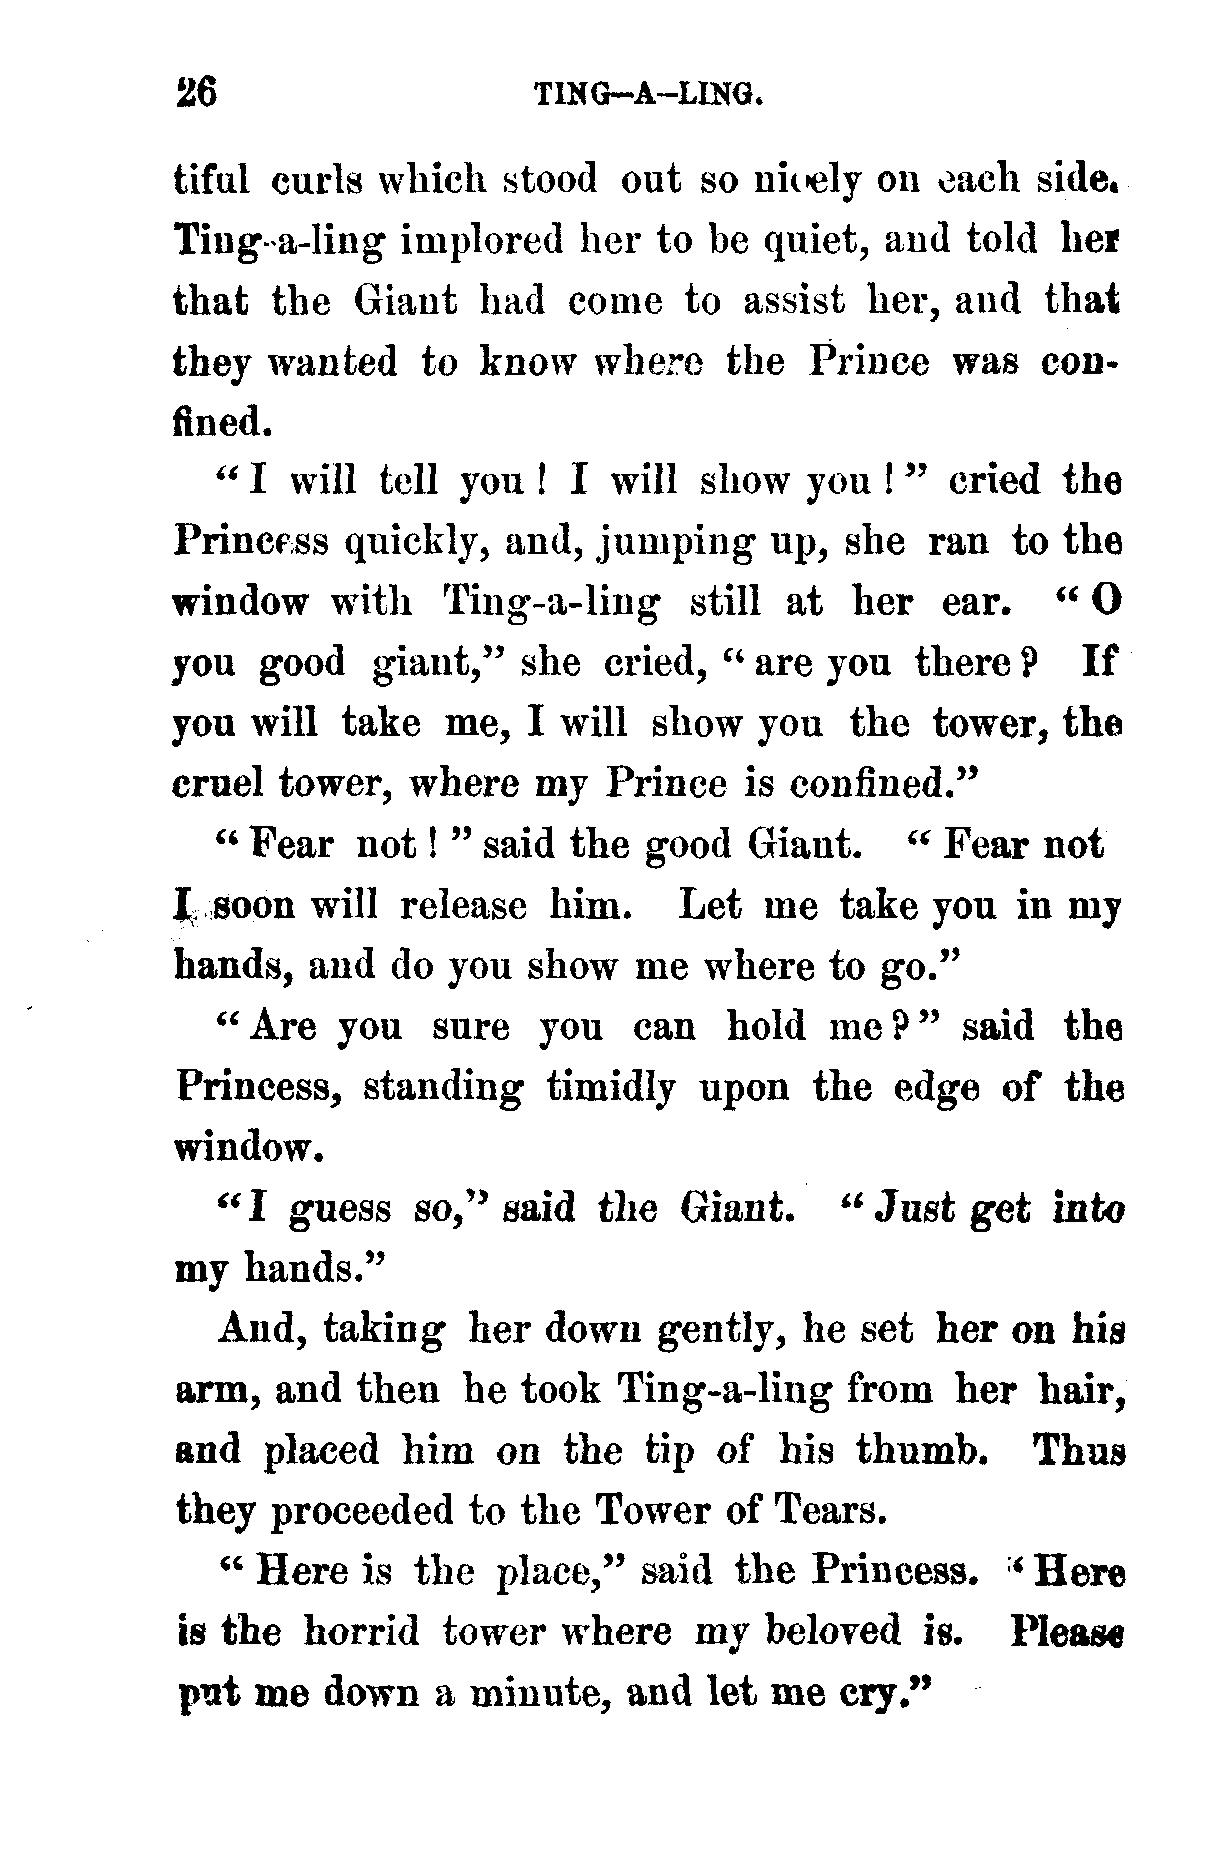 26 TING-A-LING.
tiful curls which stood out so nicely on each side.
Ting-a-ling implored her to be quiet, and told her
that the Giant had come to assist her, and that
they wanted to know where the Prince was con-
fined.
“ I will tell you ! I will show you ! ” cried the
Princess quickly, and, jumping up, she ran to the
window with Ting-a-ling still at her ear. “ O
you good giant,” she cried, “ are you there ? If
you will take me, I will show you the tower, the
cruel tower, where my Prince is confined.”
“ Fear not ! ” said the good Giant. “ Fear not
I soon will release him. Let me take you in my
hands, and do you show me where to go.”
“ Are you sure you can hold me ? ” said the
Princess, standing timidly upon the edge of the
window.
“ I guess so,” said the Giant. “ Just get into
my hands.”
And, taking her down gently, he set her on his
arm, and then he took Ting-a-ling from her hair,
and placed him on the tip of his thumb. Thus
they proceeded to the Tower of Tears.
“ Here is the place,” said the Princess. “ Here
is the horrid tower where my beloved is. Please
put me down a minute, and let me cry.”